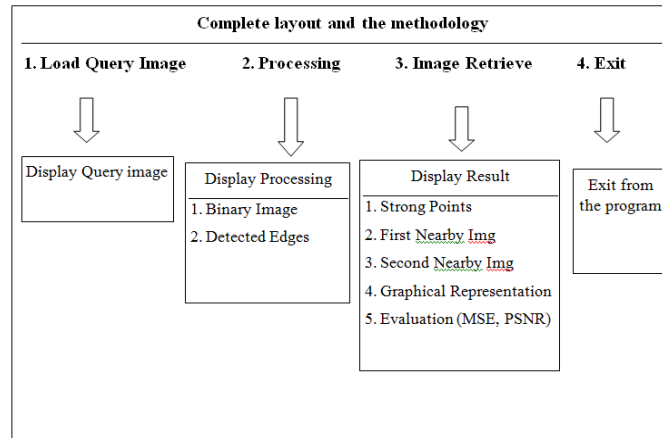 Complete layout and the methodology
1. Load Query Image
2. Processing
3. Image Retrieve
4. Exit
Display Query image
Display Processing
1. Binary Image
2. Detected Edges
Display Result
1. Strong Points
2. First Nearby Img
3. Second Nearby Img
4. Graphical Representation
5. Evaluation (MSE, PSNR)
Exit from
the program